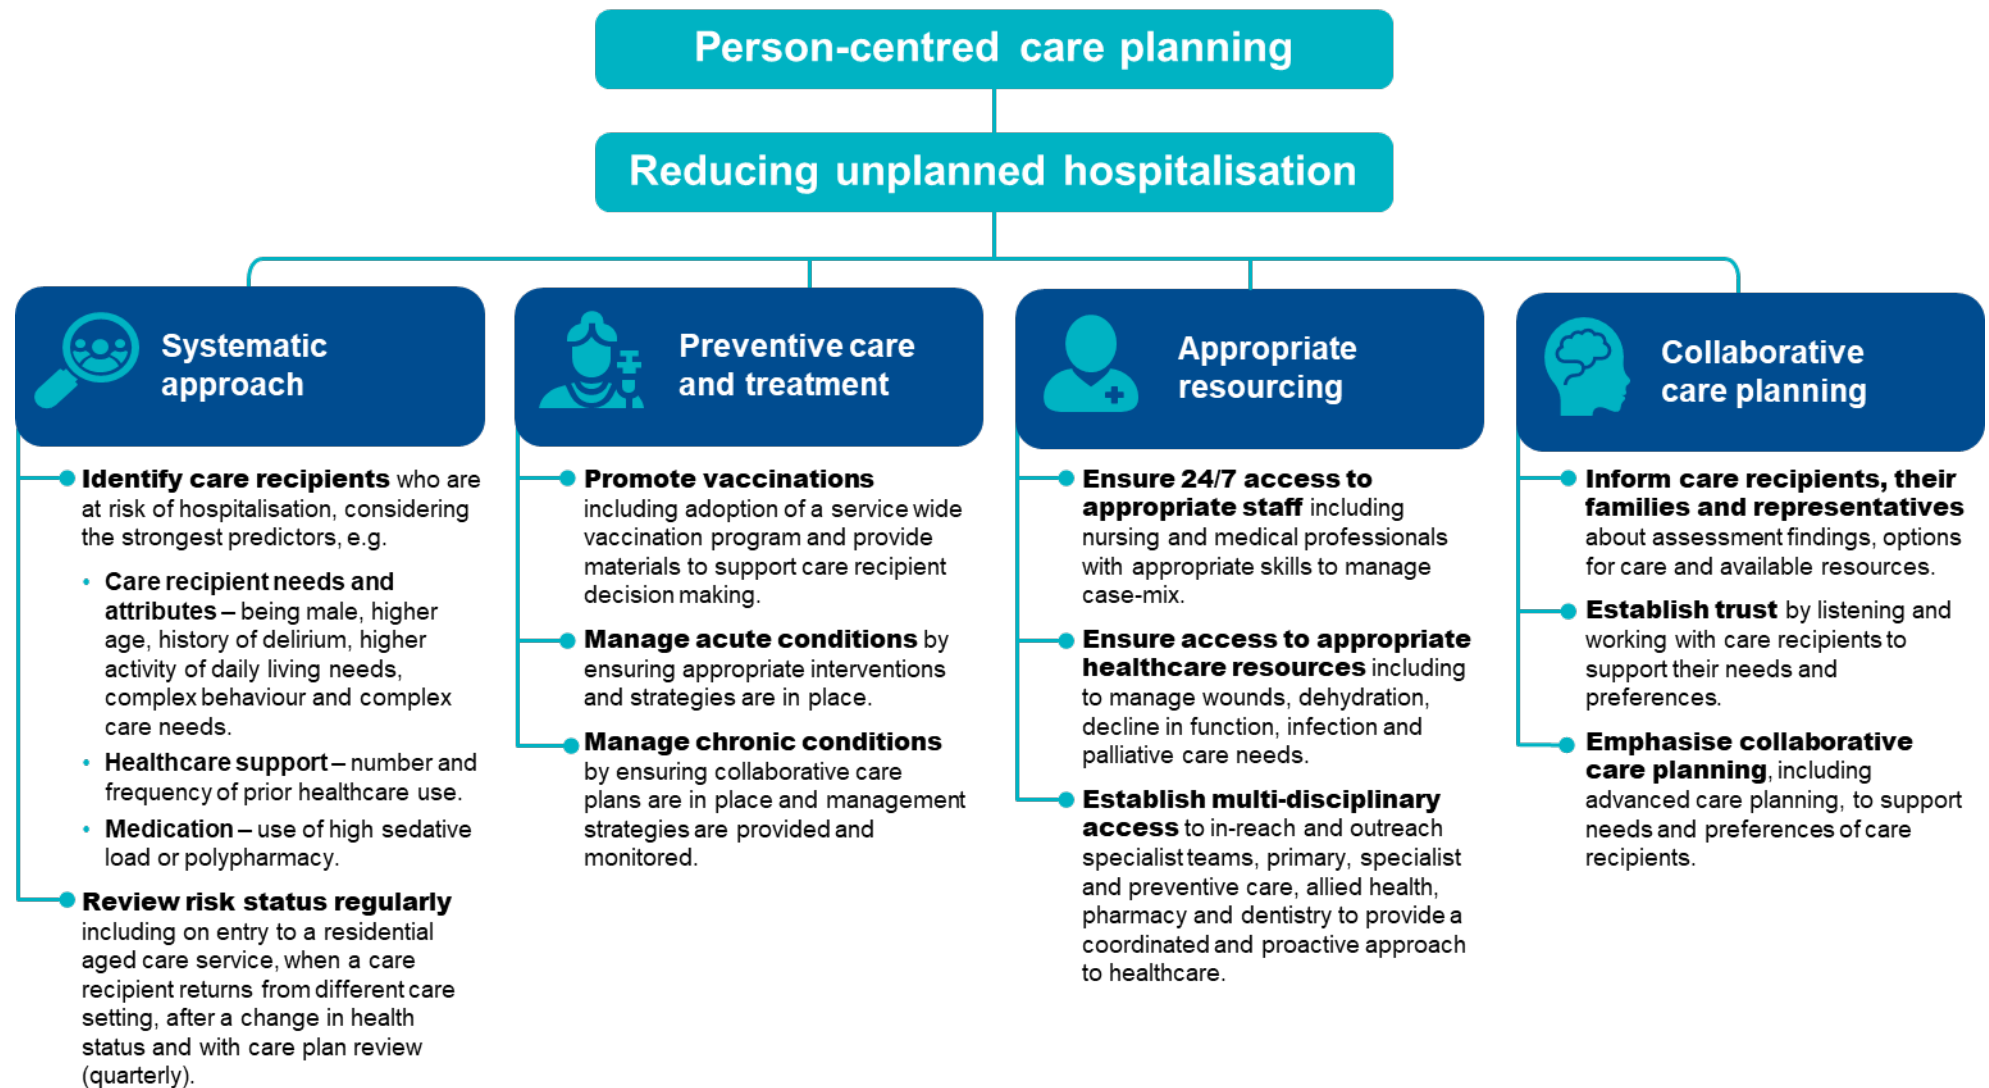 Person-centred care planning
Reducing unplanned hospitalisation
Systematic
approach
Identify care recipients who are
at risk of hospitalisation, considering
the strongest predictors, e.g.
• Care recipient needs and
attributes – being male, higher
age, history of delirium, higher
activity of daily living needs,
complex behaviour and complex
care needs.
• Healthcare support – number and
frequency of prior healthcare use.
• Medication – use of high sedative
load or polypharmacy.
Review risk status regularly
including on entry to a residential
aged care service, when a care
recipient returns from different care
setting, after a change in health
status and with care plan review
(quarterly).
Preventive care
and treatment
Promote vaccinations
including adoption of a service wide
vaccination program and provide
materials to support care recipient
decision making.
Manage acute conditions by
ensuring appropriate interventions
and strategies are in place.
Manage chronic conditions
by ensuring collaborative care
plans are in place and management
strategies are provided and
monitored.
Appropriate
resourcing
Ensure 24/7 access to
appropriate staff including
nursing and medical professionals
with appropriate skills to manage
case-mix.
Ensure access to appropriate
healthcare resources including
to manage wounds, dehydration,
decline in function, infection and
palliative care needs.
Establish multi-disciplinary
access to in-reach and outreach
specialist teams, primary, specialist
and preventive care, allied health,
pharmacy and dentistry to provide a
coordinated and proactive approach
to healthcare.
Collaborative
care planning
Inform care recipients, their
families and representatives
about assessment findings, options
for care and available resources.
Establish trust by listening and
working with care recipients to
support their needs and
preferences.
Emphasise collaborative
care planning, including
advanced care planning, to support
needs and preferences of care
recipients.